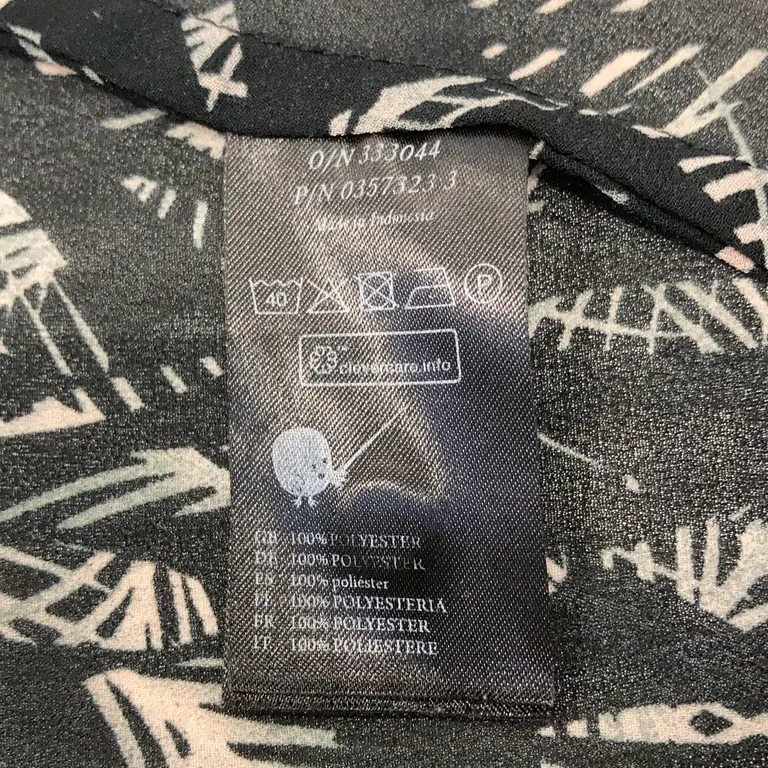 O/N 333044
P/N 0357323 3
Made in Indonesia
40 P
clevercare.info
GB 100% POLYESTER
DE 100% POLYESTER
ES 100% poliéster
FI 100% POLYESTERIA
FR 100% POLYESTER
IT 100% POLIESTERE